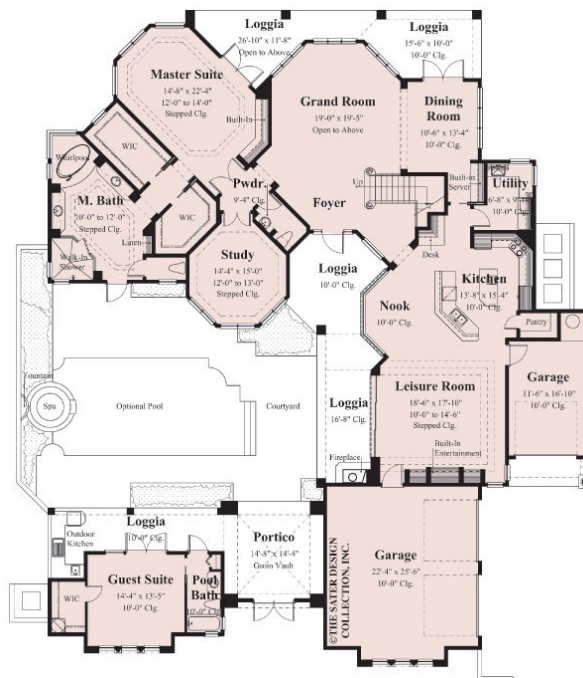 Loggia
26'-10" x 11'-8"
Open to Above
Loggia
15'-6" x 10'-0"
10'-0" Clg.
Master Suite
14'-8" x 22'-4"
12'-0" to 14'-0"
Stepped Clg.
Built-In
Grand Room
19'-0" x 19'-5"
Open to Above
Dining
Room
10'-6" x 13'-4"
10'-0" Clg.
WIC
Whirlpool
M. Bath
10'-0" to 12'-0"
Stepped Clg.
WIC
Linen
Walk-In
Shower
Pwdr.
9'-4" Clg.
Up
Foyer
Built-in
Server
Utility
10'-0" Clg.
Study
14'-4" x 15'-0"
12'-0" to 13'-0"
Stepped Clg.
Loggia
10'-0" Clg.
Desk
Kitchen
13'-8" x 15'-4"
10'-0" Clg.
Nook
10'-0" Clg.
Pantry
Fountain
Spa
Optional Pool
Courtyard
Loggia
16'-8" Clg.
Fireplace
Leisure Room
18'-6" x 17'-10"
10'-0" to 14'-6"
Stepped Clg.
Built-In
Entertainment
Garage
11'-6" x 16'-10"
10'-0" Clg.
Outdoor
Kitchen
Loggia
10'-0" Clg.
Portico
14'-8" x 14'-4"
Groin Vault
Guest Suite
14'-4" x 13'-5"
10'-0" Clg.
WIC
Pool
Bath
10'-0" Clg.
Garage
22'-4" x 25'-6"
10'-0" Clg.
©THE SATER DESIGN
COLLECTION, INC.